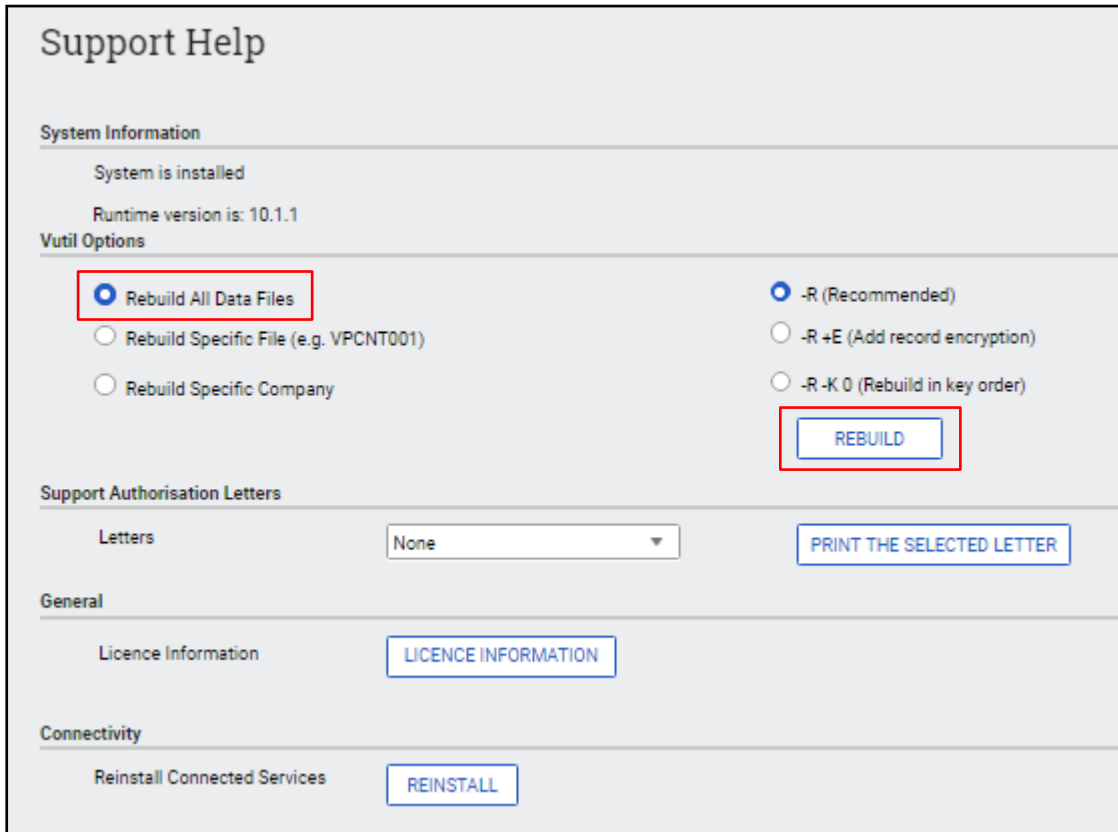 Support Help
System Information
System is installed
Runtime version is: 10.1.1
Vutil Options
Rebuild All Data Files
-R (Recommended)
Rebuild Specific File (e.g. VPCNT001)
-R +E (Add record encryption)
Rebuild Specific Company
-R -K 0 (Rebuild in key order)
REBUILD
Support Authorisation Letters
Letters
None
PRINT THE SELECTED LETTER
General
Licence Information
LICENCE INFORMATION
Connectivity
Reinstall Connected Services
REINSTALL